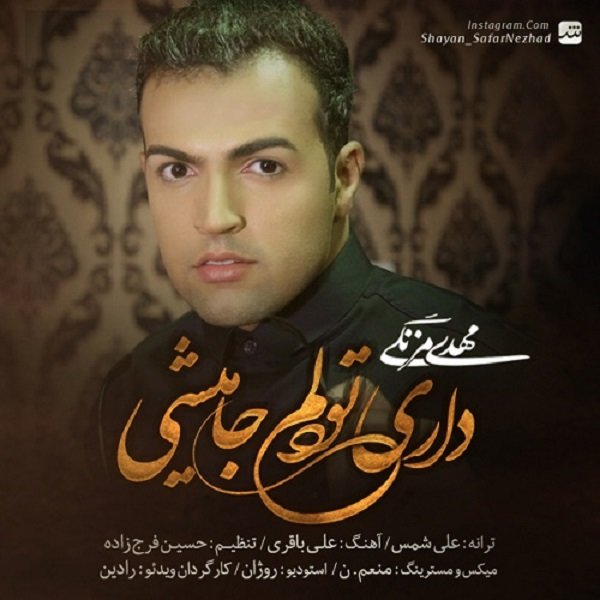 Instagram.Com
Shayan_SafarNezhad
مهدی مزنگی
داری تو دلم جا میشی
ترانه : علی شمس / آهنگ : علی باقری / تنظیم : حسین فرج زاده
میکس و مسترینگ : منعم . ن / استودیو : روژان / کارگردان ویدئو : رادین